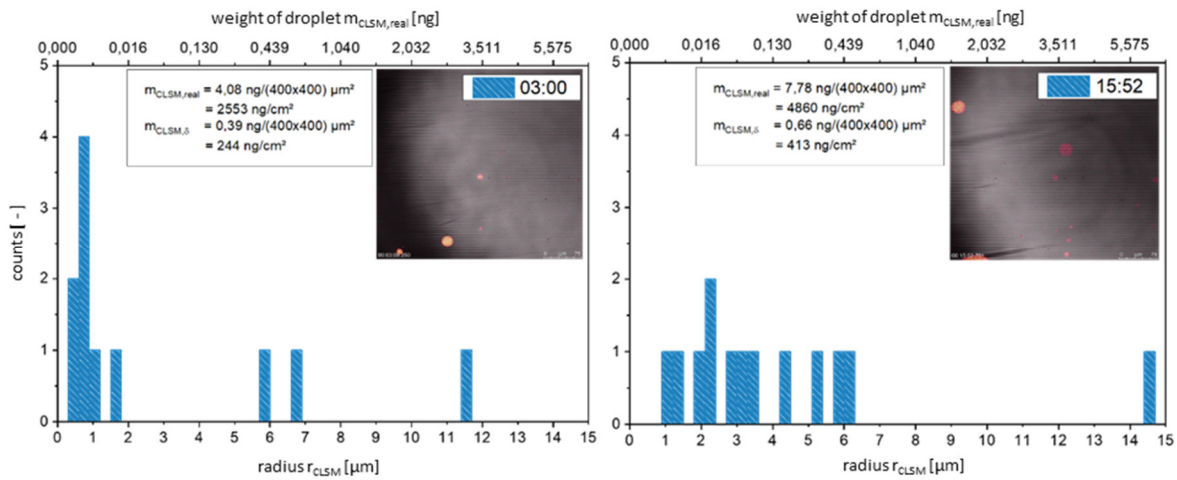 weight of droplet mCLSM,real [ng]
0,000 0,016 0,130 0,439 1,040 2,032 3,511 5,575
5
4
3
2
1
0
counts [ - ]
mCLSM,real = 4,08 ng/(400x400) µm²
= 2553 ng/cm²
mCLSM,δ = 0,39 ng/(400x400) µm²
= 244 ng/cm²
03:00
0 1 2 3 4 5 6 7 8 9 10 11 12 13 14 15
radius rCLSM [µm]
weight of droplet mCLSM,real [ng]
0,000 0,016 0,130 0,439 1,040 2,032 3,511 5,575
5
4
3
2
1
0
mCLSM,real = 7,78 ng/(400x400) µm²
= 4860 ng/cm²
mCLSM,δ = 0,66 ng/(400x400) µm²
= 413 ng/cm²
15:52
0 1 2 3 4 5 6 7 8 9 10 11 12 13 14 15
radius rCLSM [µm]